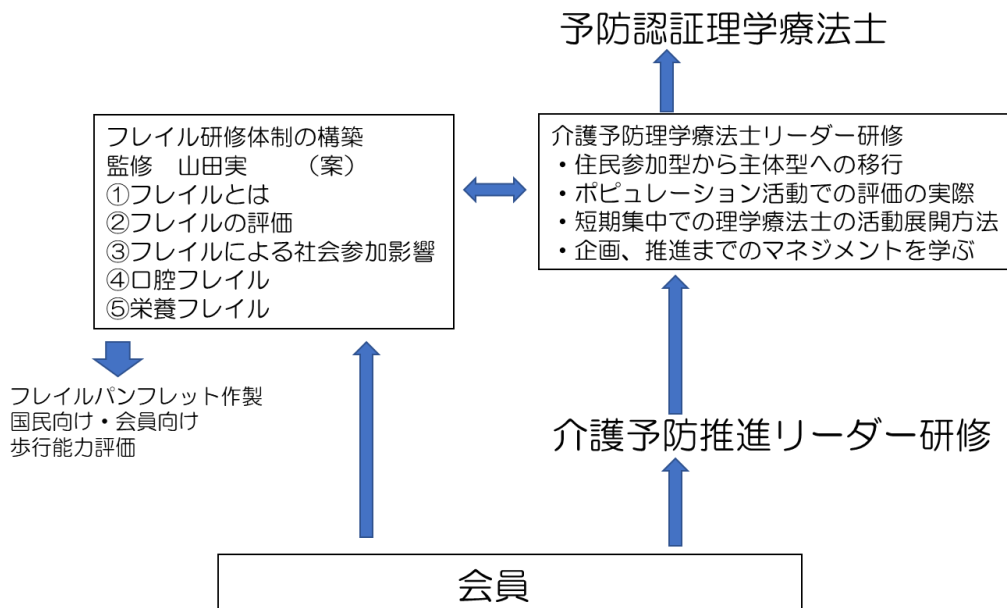 予防認証理学療法士
フレイル研修体制の構築
監修　山田実　　（案）
①フレイルとは
②フレイルの評価
③フレイルによる社会参加影響
④口腔フレイル
⑤栄養フレイル
介護予防理学療法士リーダー研修
・住民参加型から主体型への移行
・ポピュレーション活動での評価の実際
・短期集中での理学療法士の活動展開方法
・企画、推進までのマネジメントを学ぶ
フレイルパンフレット作製
国民向け・会員向け
歩行能力評価
介護予防推進リーダー研修
会員